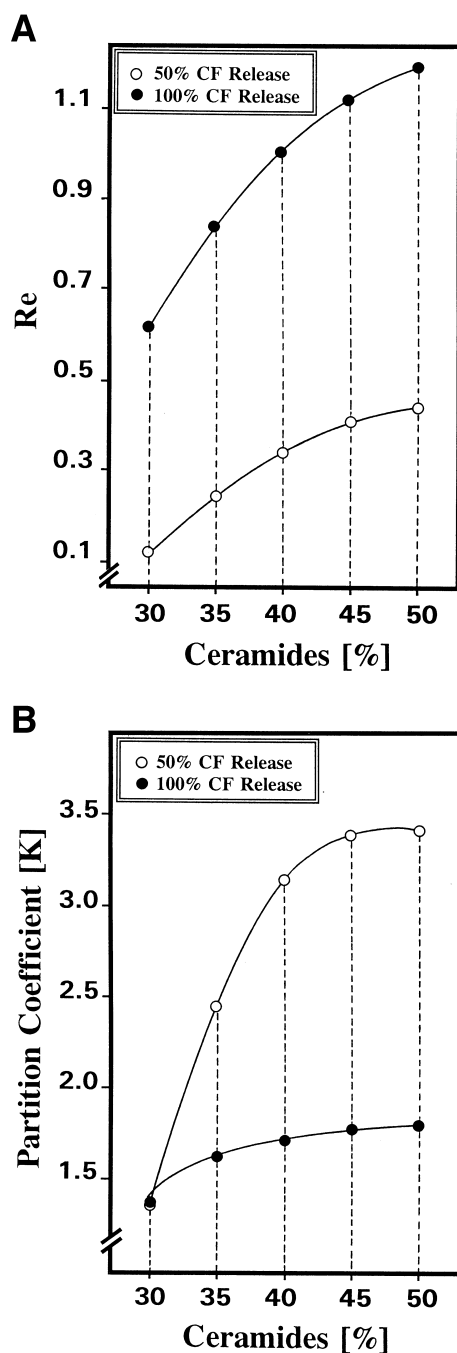 A
50% CF Release
100% CF Release
1.1
0.9
0.7
0.5
0.3
0.1
Re
30 35 40 45 50
Ceramides [%]
B
50% CF Release
100% CF Release
3.5
3.0
2.5
2.0
1.5
Partition Coefficient [K]
30 35 40 45 50
Ceramides [%]